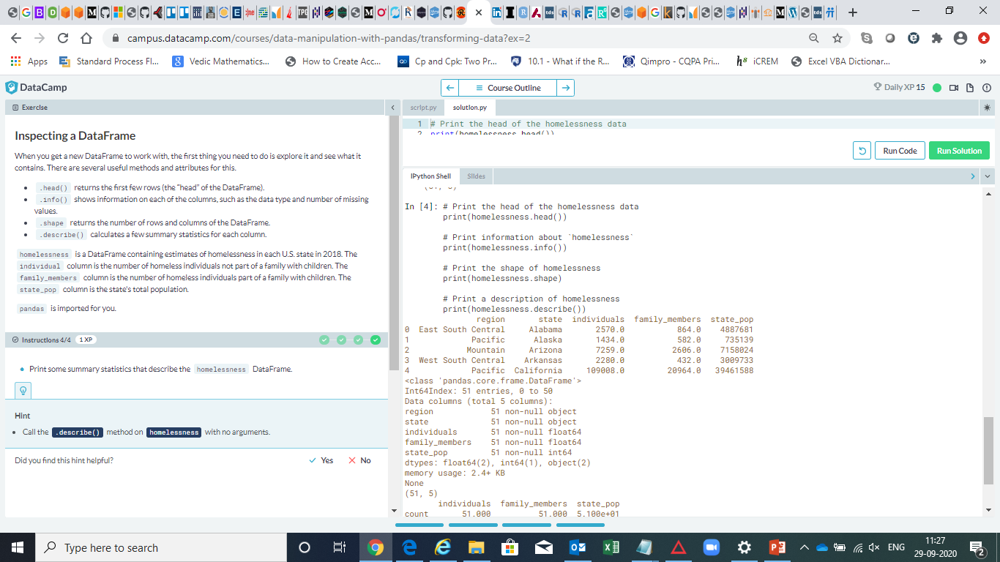 campus.datacamp.com/courses/data-manipulation-with-pandas/transforming-data?ex=2
Apps Standard Process Fl... Vedic Mathematics... How to Create Acc... Cp and Cpk: Two Pr... 10.1 - What if the R... Qimpro - CQPA Pri... iCREM Excel VBA Dictionar... »
DataCamp
Course Outline
Daily XP 15
Exercise
script.py solution.py
Inspecting a DataFrame
When you get a new DataFrame to work with, the first thing you need to do is explore it and see what it
contains. There are several useful methods and attributes for this.
• .head() returns the first few rows (the "head" of the DataFrame).
• .info() shows information on each of the columns, such as the data type and number of missing
values.
• .shape returns the number of rows and columns of the DataFrame.
• .describe() calculates a few summary statistics for each column.
homelessness is a DataFrame containing estimates of homelessness in each U.S. state in 2018. The
individual column is the number of homeless individuals not part of a family with children. The
family_members column is the number of homeless individuals part of a family with children. The
state_pop column is the state's total population.
pandas is imported for you.
Instructions 4/4 1 XP
• Print some summary statistics that describe the homelessness DataFrame.
Hint
• Call the .describe() method on homelessness with no arguments.
Did you find this hint helpful? Yes No
1 # Print the head of the homelessness data
2 print(homelessness.head())
Run Code Run Solution
IPython Shell Slides
(51, 5)
In [4]: # Print the head of the homelessness data
print(homelessness.head())
# Print information about `homelessness`
print(homelessness.info())
# Print the shape of homelessness
print(homelessness.shape)
# Print a description of homelessness
print(homelessness.describe())
region state individuals family_members state_pop
0 East South Central Alabama 2570.0 864.0 4887681
1 Pacific Alaska 1434.0 582.0 735139
2 Mountain Arizona 7259.0 2606.0 7158024
3 West South Central Arkansas 2280.0 432.0 3009733
4 Pacific California 109008.0 20964.0 39461588
<class 'pandas.core.frame.DataFrame'>
Int64Index: 51 entries, 0 to 50
Data columns (total 5 columns):
region 51 non-null object
state 51 non-null object
individuals 51 non-null float64
family_members 51 non-null float64
state_pop 51 non-null int64
dtypes: float64(2), int64(1), object(2)
memory usage: 2.4+ KB
None
(51, 5)
individuals family_members state_pop
count 51.000 51.000 5.100e+01
Type here to search
ENG
11:27
29-09-2020
2